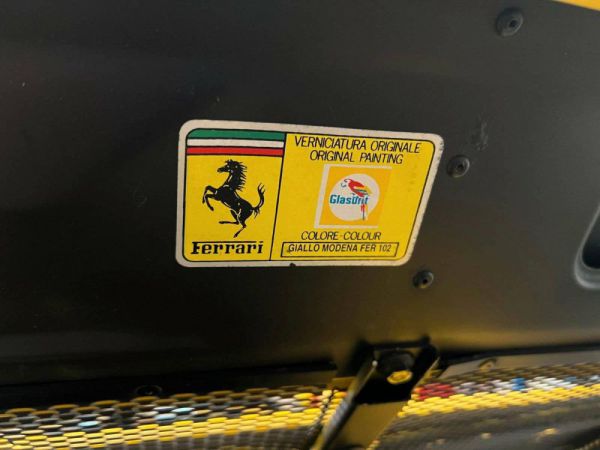 VERNICIATURA ORIGINALE
ORIGINAL PAINTING
Glasurit
COLORE-COLOUR
GIALLO MODENA FER 102
Ferrari